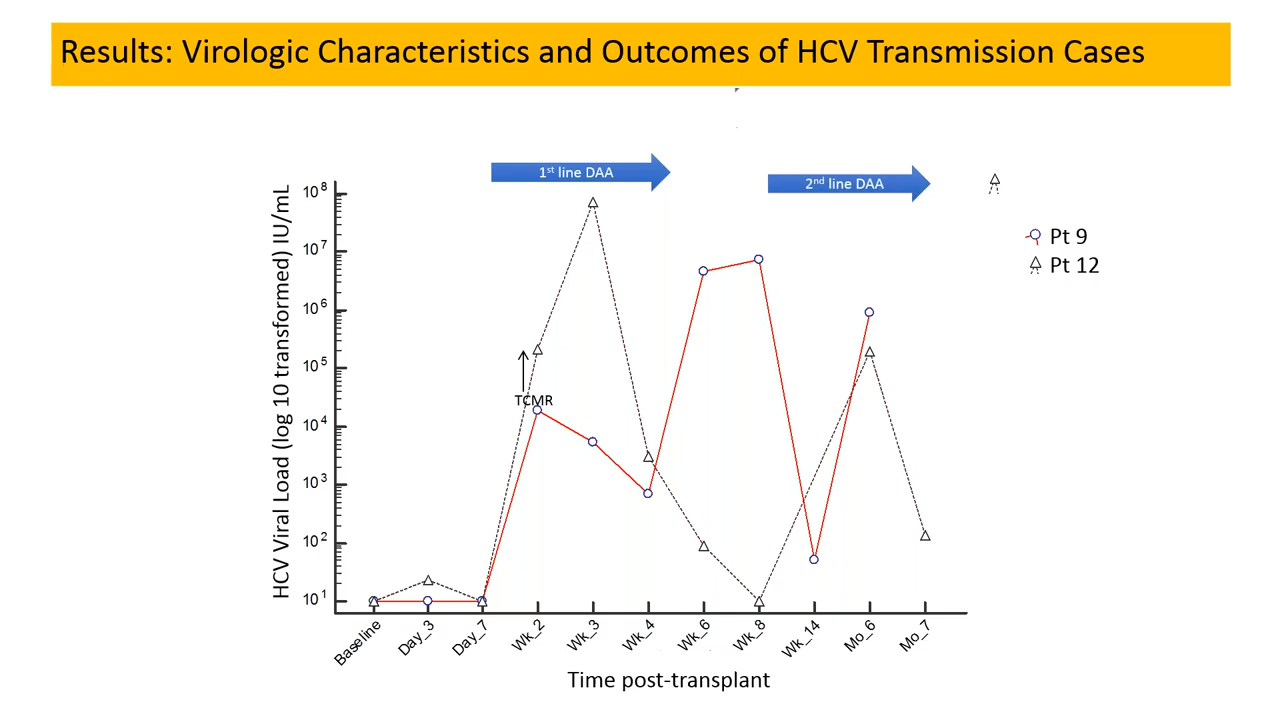 Results: Virologic Characteristics and Outcomes of HCV Transmission Cases
1st line DAA
2nd line DAA
Pt 9
Pt 12
HCV Viral Load (log 10 transformed) IU/mL
10^8
10^7
10^6
10^5
10^4
10^3
10^2
10^1
TCMR
Baseline
Day_3
Day_7
Wk_2
Wk_3
Wk_4
Wk_6
Wk_8
Wk_14
Mo_6
Mo_7
Time post-transplant